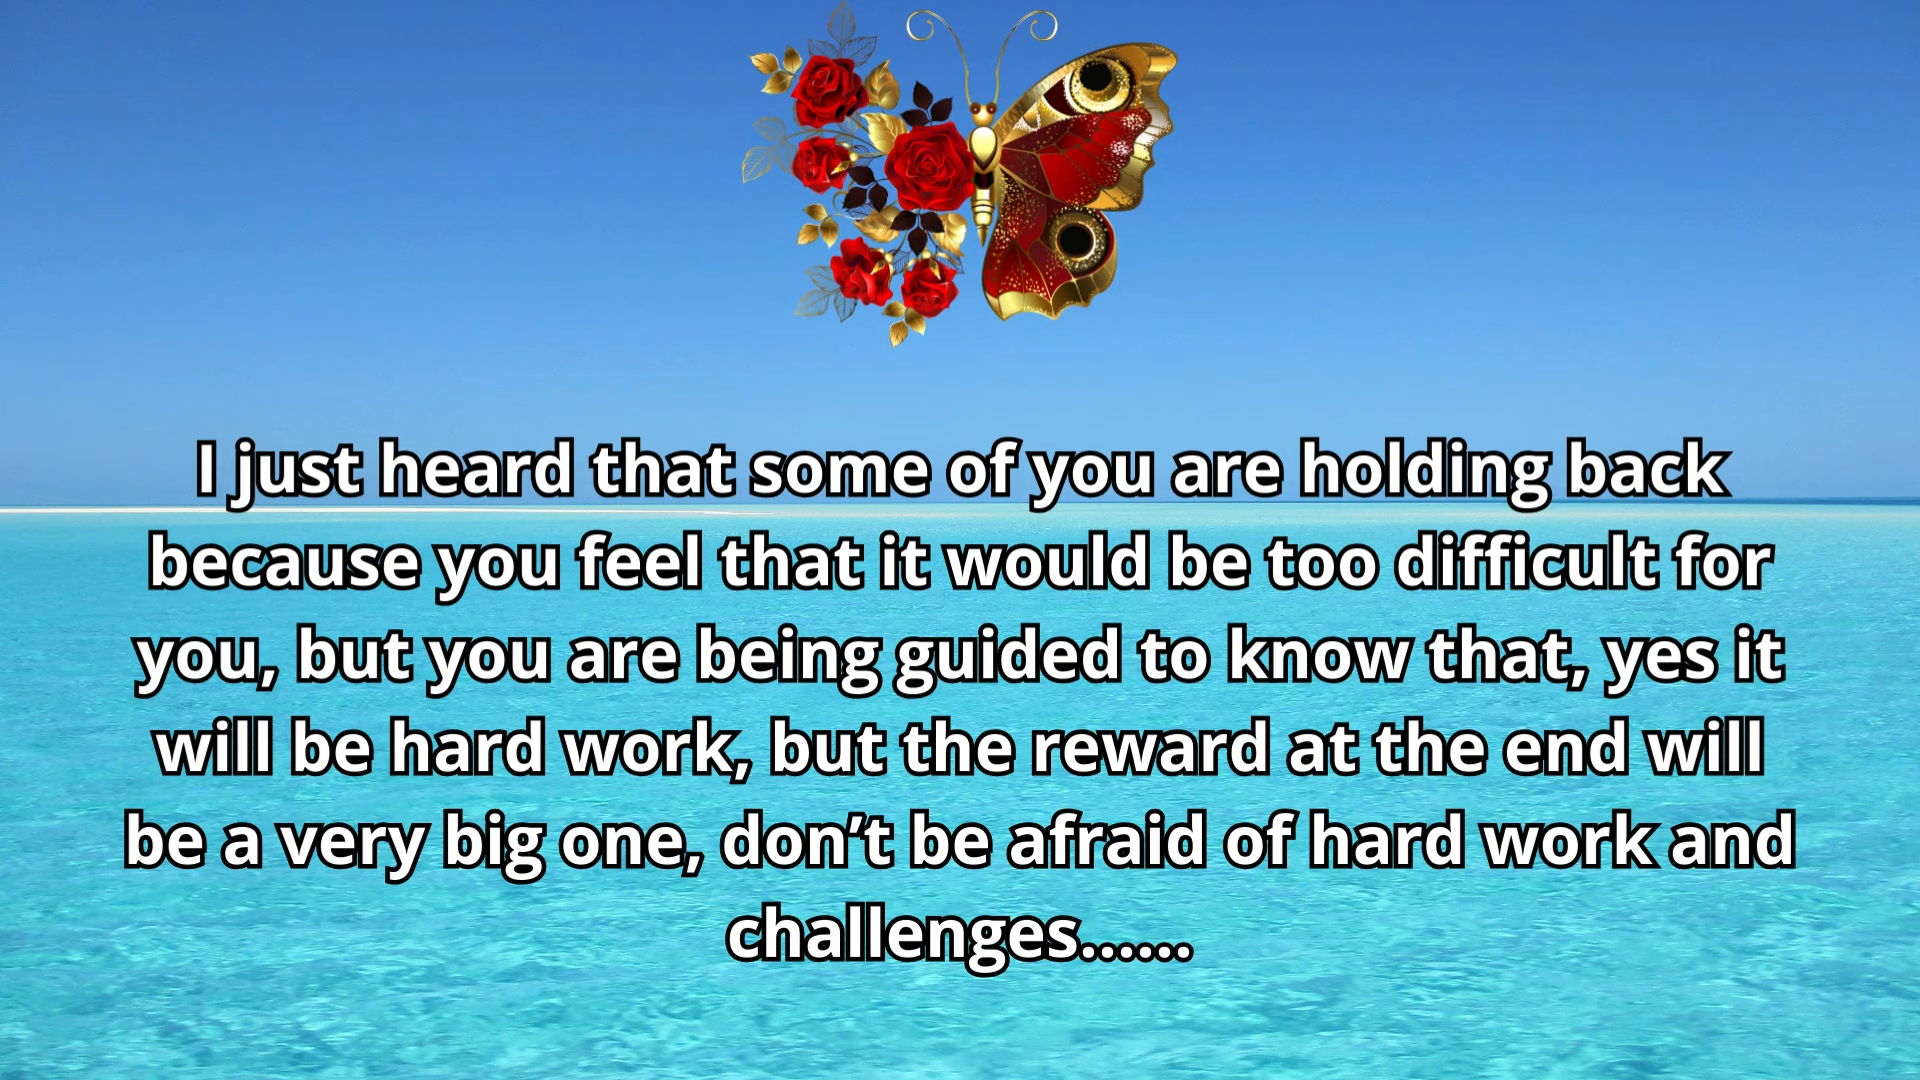 I just heard that some of you are holding back
because you feel that it would be too difficult for
you, but you are being guided to know that, yes it
will be hard work, but the reward at the end will
be a very big one, don’t be afraid of hard work and
challenges......